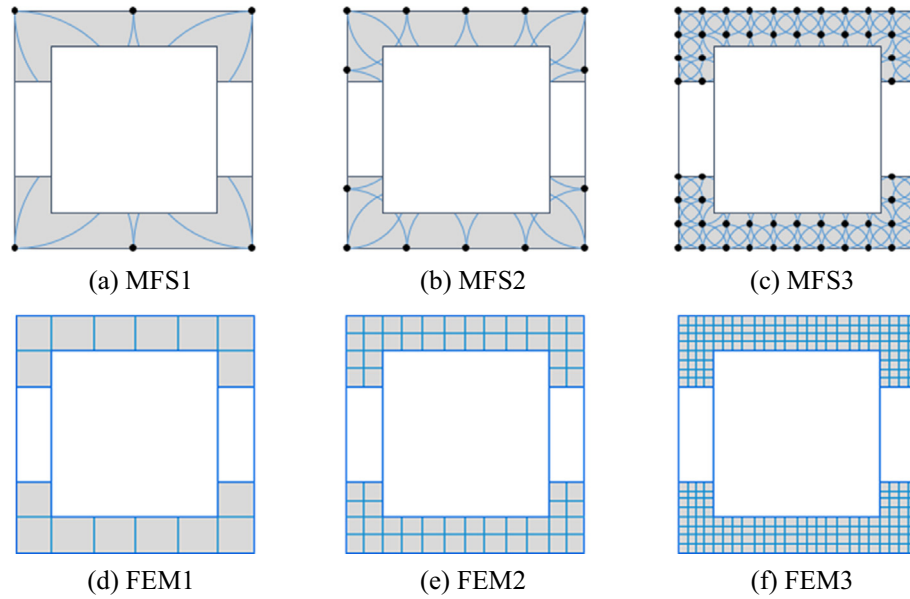 (a) MFS1
(b) MFS2
(c) MFS3
(d) FEM1
(e) FEM2
(f) FEM3